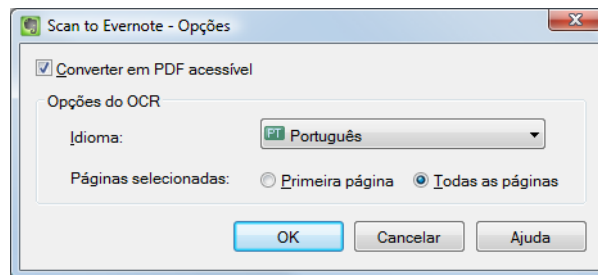 Scan to Evernote - Opções
Converter em PDF acessível
Opções do OCR
Idioma: PT Português
Páginas selecionadas: Primeira página Todas as páginas
OK Cancelar Ajuda